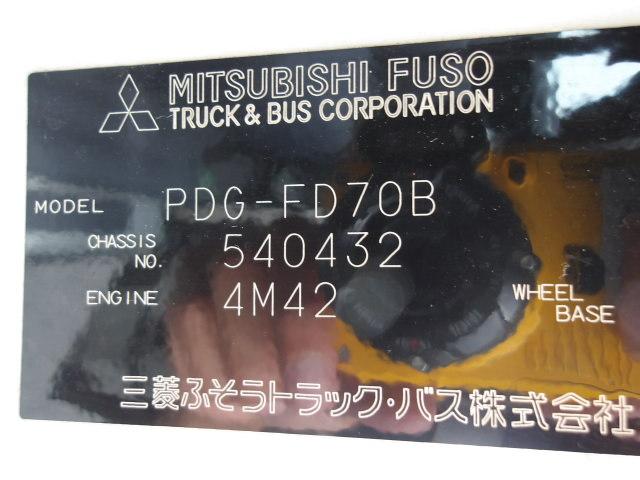 MITSUBISHI FUSO
TRUCK & BUS CORPORATION
MODEL PDG-FD70B
CHASSIS NO. 540432
ENGINE 4M42
WHEEL BASE
三菱ふそうトラック・バス株式会社